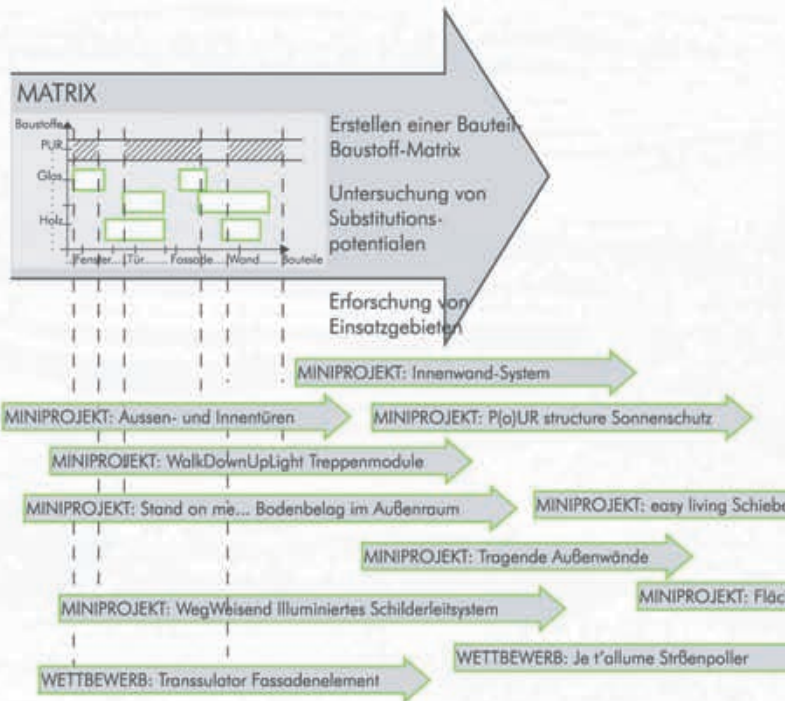 MATRIX
Baustoffe
PUR
Glas
Holz
Fenster... Tür...... Fassade... Wand...... Bauteile
Erstellen einer Bauteil-
Baustoff-Matrix
Untersuchung von
Substitutions-
potentialen
Erforschung von
Einsatzgebieten
MINIPROJEKT: Innenwand-System
MINIPROJEKT: Aussen- und Innentüren
MINIPROJEKT: P(o)UR structure Sonnenschutz
MINIPROJEKT: WalkDownUpLight Treppenmodule
MINIPROJEKT: Stand on me... Bodenbelag im Außenraum
MINIPROJEKT: easy living Schiebe
MINIPROJEKT: Tragende Außenwände
MINIPROJEKT: Fläc
MINIPROJEKT: WegWeisend Illuminiertes Schilderleitsystem
WETTBEWERB: Je t'allume Strßenpoller
WETTBEWERB: Transsulator Fassadenelement